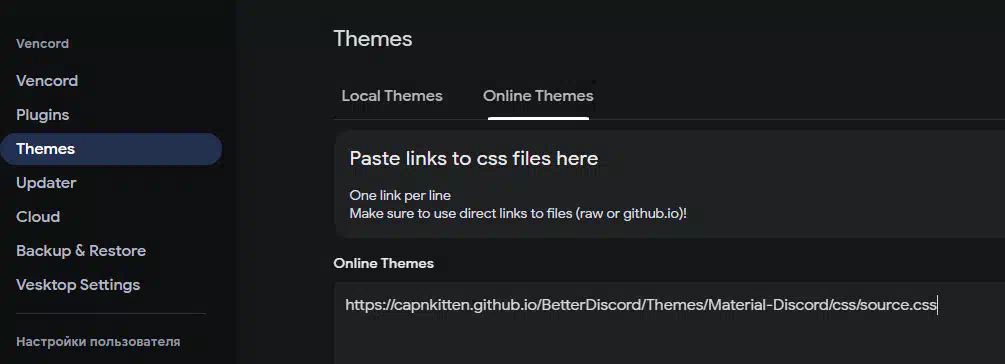 Vencord
Vencord
Plugins
Themes
Updater
Cloud
Backup & Restore
Vesktop Settings
Настройки пользователя
Themes
Local Themes
Online Themes
Paste links to css files here
One link per line
Make sure to use direct links to files (raw or github.io)!
Online Themes
https://capnkitten.github.io/BetterDiscord/Themes/Material-Discord/css/source.css